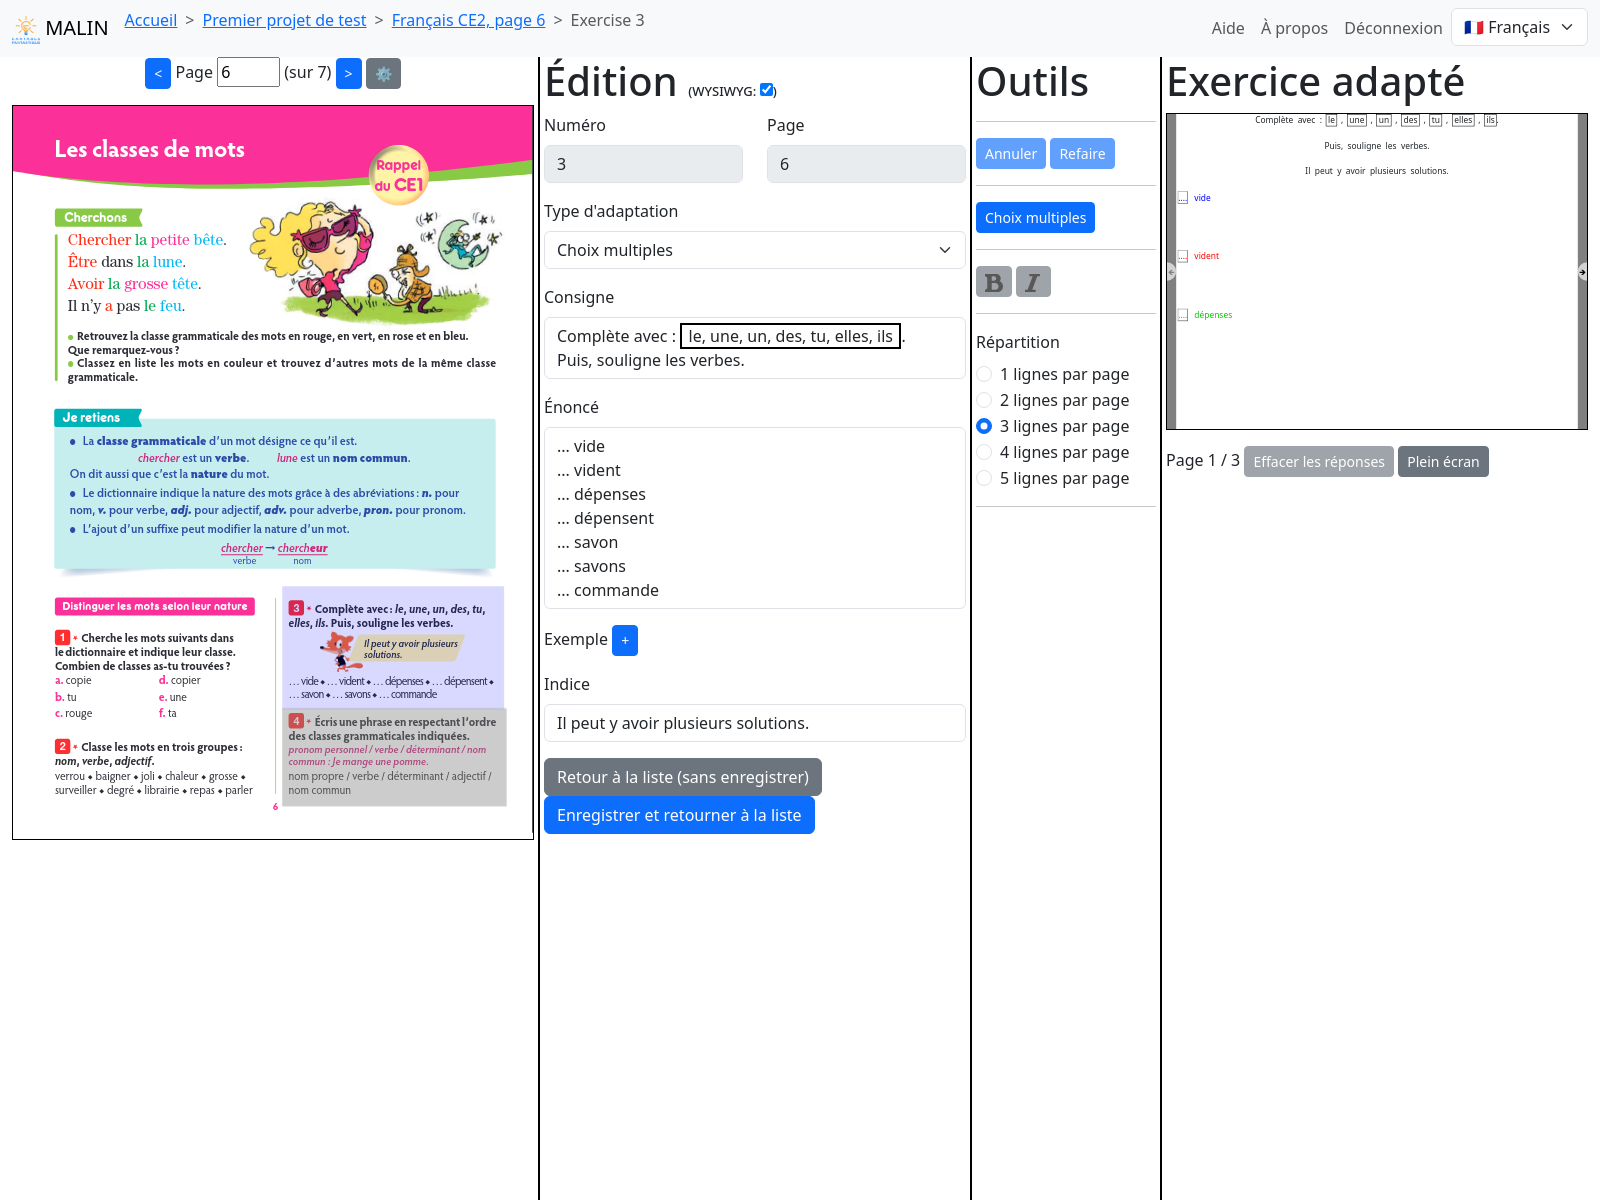 MALIN Accueil > Premier projet de test > Français CE2, page 6 > Exercise 3 Aide À propos Déconnexion Français
< Page 6 (sur 7) >
Les classes de mots
Rappel
du CE1
Cherchons
Chercher la petite bête.
Être dans la lune.
Avoir la grosse tête.
Il n'y a pas le feu.
• Retrouvez la classe grammaticale des mots en rouge, en vert, en rose et en bleu.
Que remarquez-vous ?
• Classez en liste les mots en couleur et trouvez d'autres mots de la même classe
grammaticale.
Je retiens
• La classe grammaticale d'un mot désigne ce qu'il est.
chercher est un verbe. lune est un nom commun.
On dit aussi que c'est la nature du mot.
• Le dictionnaire indique la nature des mots grâce à des abréviations : n. pour
nom, v. pour verbe, adj. pour adjectif, adv. pour adverbe, pron. pour pronom.
• L'ajout d'un suffixe peut modifier la nature d'un mot.
chercher → chercheur
verbe nom
Distinguer les mots selon leur nature
1 * Cherche les mots suivants dans
le dictionnaire et indique leur classe.
Combien de classes as-tu trouvées ?
a. copie d. copier
b. tu e. une
c. rouge f. ta
2 * Classe les mots en trois groupes :
nom, verbe, adjectif.
verrou ♦ baigner ♦ joli ♦ chaleur ♦ grosse ♦
surveiller ♦ degré ♦ librairie ♦ repas ♦ parler
3 * Complète avec : le, une, un, des, tu,
elles, ils. Puis, souligne les verbes.
Il peut y avoir plusieurs
solutions.
... vide ♦ ... vident ♦ ... dépenses ♦ ... dépensent ♦
... savon ♦ ... savons ♦ ... commande
4 * Écris une phrase en respectant l'ordre
des classes grammaticales indiquées.
pronom personnel / verbe / déterminant / nom
commun : Je mange une pomme.
nom propre / verbe / déterminant / adjectif /
nom commun
6
Édition (WYSIWYG: )
Numéro Page
3 6
Type d'adaptation
Choix multiples
Consigne
Complète avec : le, une, un, des, tu, elles, ils .
Puis, souligne les verbes.
Énoncé
... vide
... vident
... dépenses
... dépensent
... savon
... savons
... commande
Exemple +
Indice
Il peut y avoir plusieurs solutions.
Retour à la liste (sans enregistrer)
Enregistrer et retourner à la liste
Outils
Annuler Refaire
Choix multiples
B I
Répartition
1 lignes par page
2 lignes par page
3 lignes par page
4 lignes par page
5 lignes par page
Exercice adapté
Complète avec : le , une , un , des , tu , elles , ils.
Puis, souligne les verbes.
Il peut y avoir plusieurs solutions.
.... vide
.... vident
.... dépenses
Page 1 / 3 Effacer les réponses Plein écran